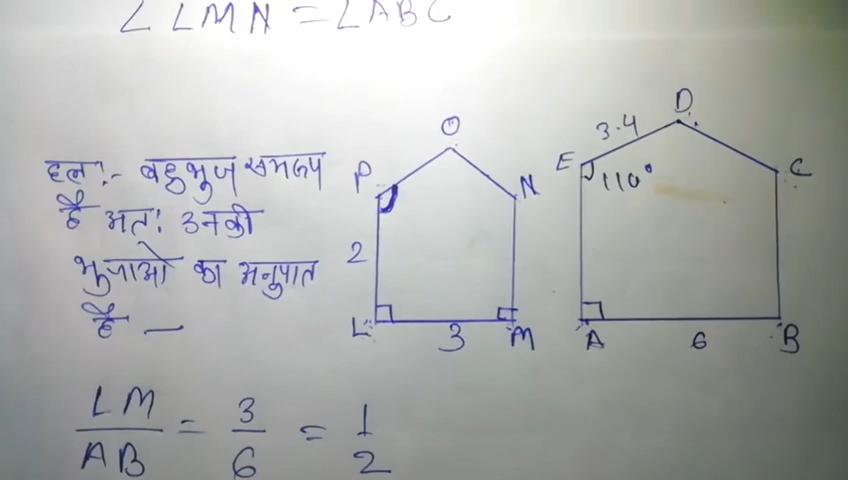 ∠LMN = ∠ABC
हल:- बहुभुज समरूप
है अत: उनकी
भुजाओ का अनुपात
है —
P
O
N
2
L
3
M
D
3.4
E
110°
C
A
6
B
LM/AB = 3/6 = 1/2